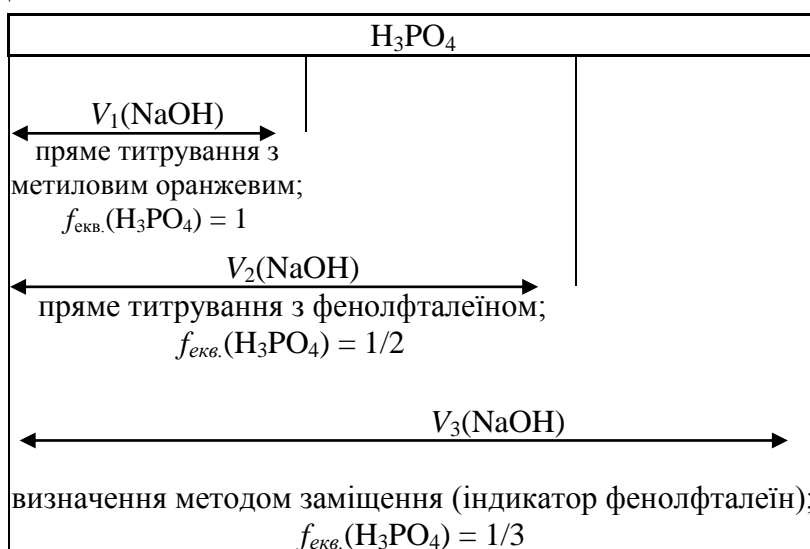 H₃PO₄
V₁(NaOH)
пряме титрування з
метиловим оранжевим;
fекв.(H₃PO₄) = 1
V₂(NaOH)
пряме титрування з фенолфталеїном;
fекв.(H₃PO₄) = 1/2
V₃(NaOH)
визначення методом заміщення (індикатор фенолфталеїн);
fекв.(H₃PO₄) = 1/3